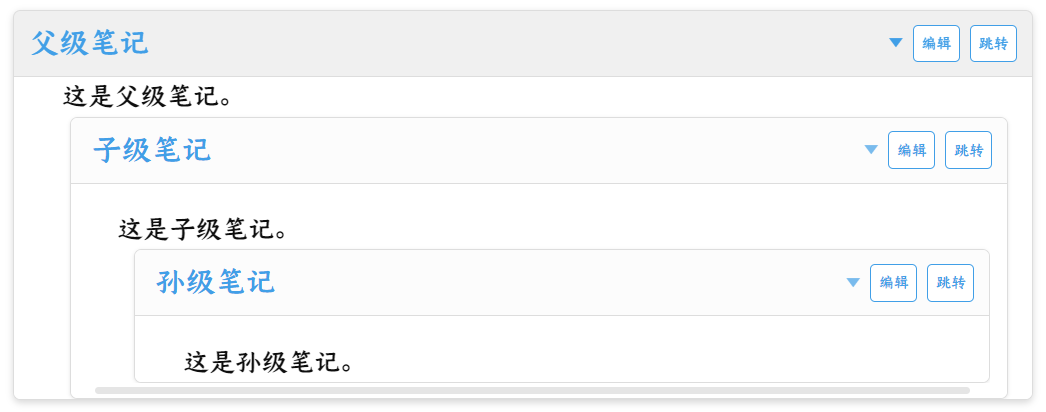 父级笔记 编辑 跳转
这是父级笔记。
子级笔记 编辑 跳转
这是子级笔记。
孙级笔记 编辑 跳转
这是孙级笔记。